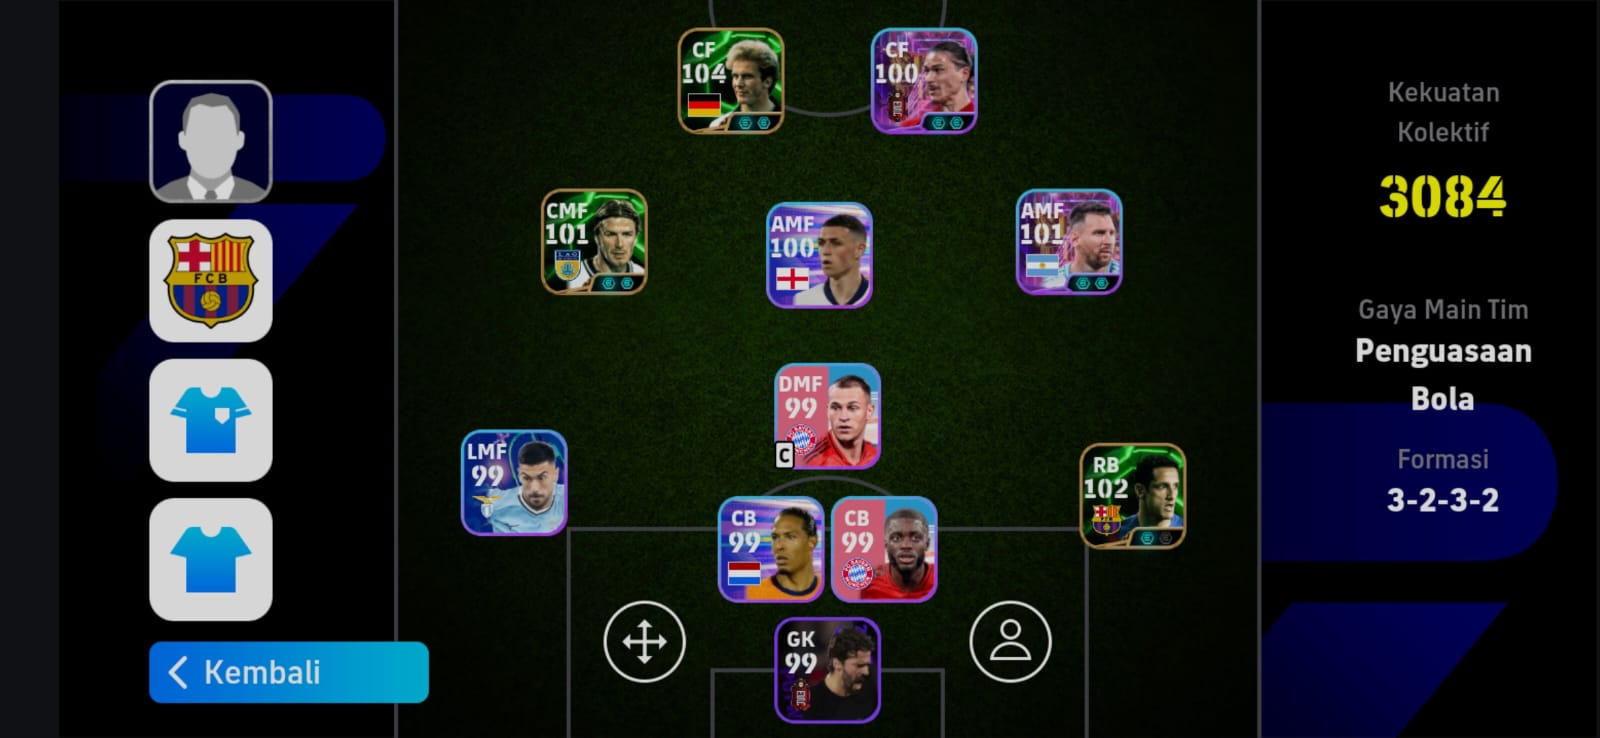 CF
104
CF
100
CMF
101
AMF
100
AMF
101
DMF
99
C
LMF
99
RB
102
CB
99
CB
99
GK
99
FCB
Kembali
Kekuatan
Kolektif
3084
Gaya Main Tim
Penguasaan
Bola
Formasi
3-2-3-2